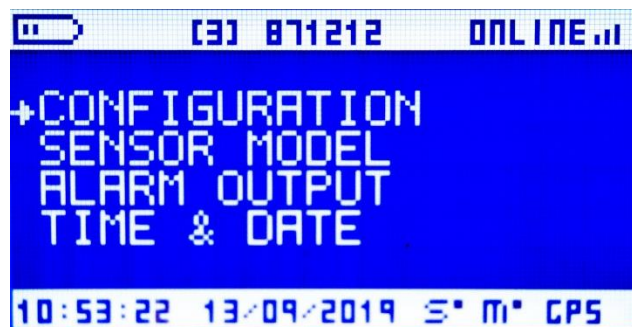 [3] 871212 ONLINE
→CONFIGURATION
SENSOR MODEL
ALARM OUTPUT
TIME & DATE
10:53:22 13/09/2019 S• M• GPS